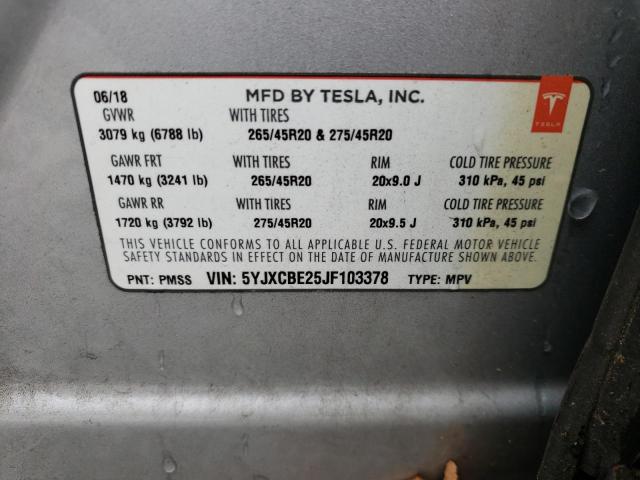 06/18 MFD BY TESLA, INC.
GVWR WITH TIRES
3079 kg (6788 lb) 265/45R20 & 275/45R20
TESLA
GAWR FRT WITH TIRES RIM COLD TIRE PRESSURE
1470 kg (3241 lb) 265/45R20 20x9.0 J 310 kPa, 45 psi
GAWR RR WITH TIRES RIM COLD TIRE PRESSURE
1720 kg (3792 lb) 275/45R20 20x9.5 J 310 kPa, 45 psi
THIS VEHICLE CONFORMS TO ALL APPLICABLE U.S. FEDERAL MOTOR VEHICLE
SAFETY STANDARDS IN EFFECT ON THE DATE OF MANUFACTURE SHOWN ABOVE.
PNT: PMSS VIN: 5YJXCBE25JF103378 TYPE: MPV